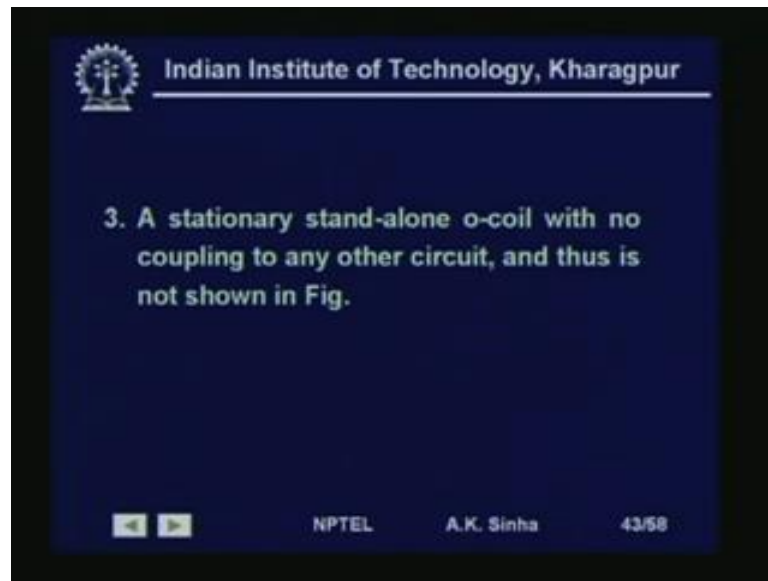 Indian Institute of Technology, Kharagpur
3. A stationary stand-alone o-coil with no
coupling to any other circuit, and thus is
not shown in Fig.
NPTEL A.K. Sinha 43/58